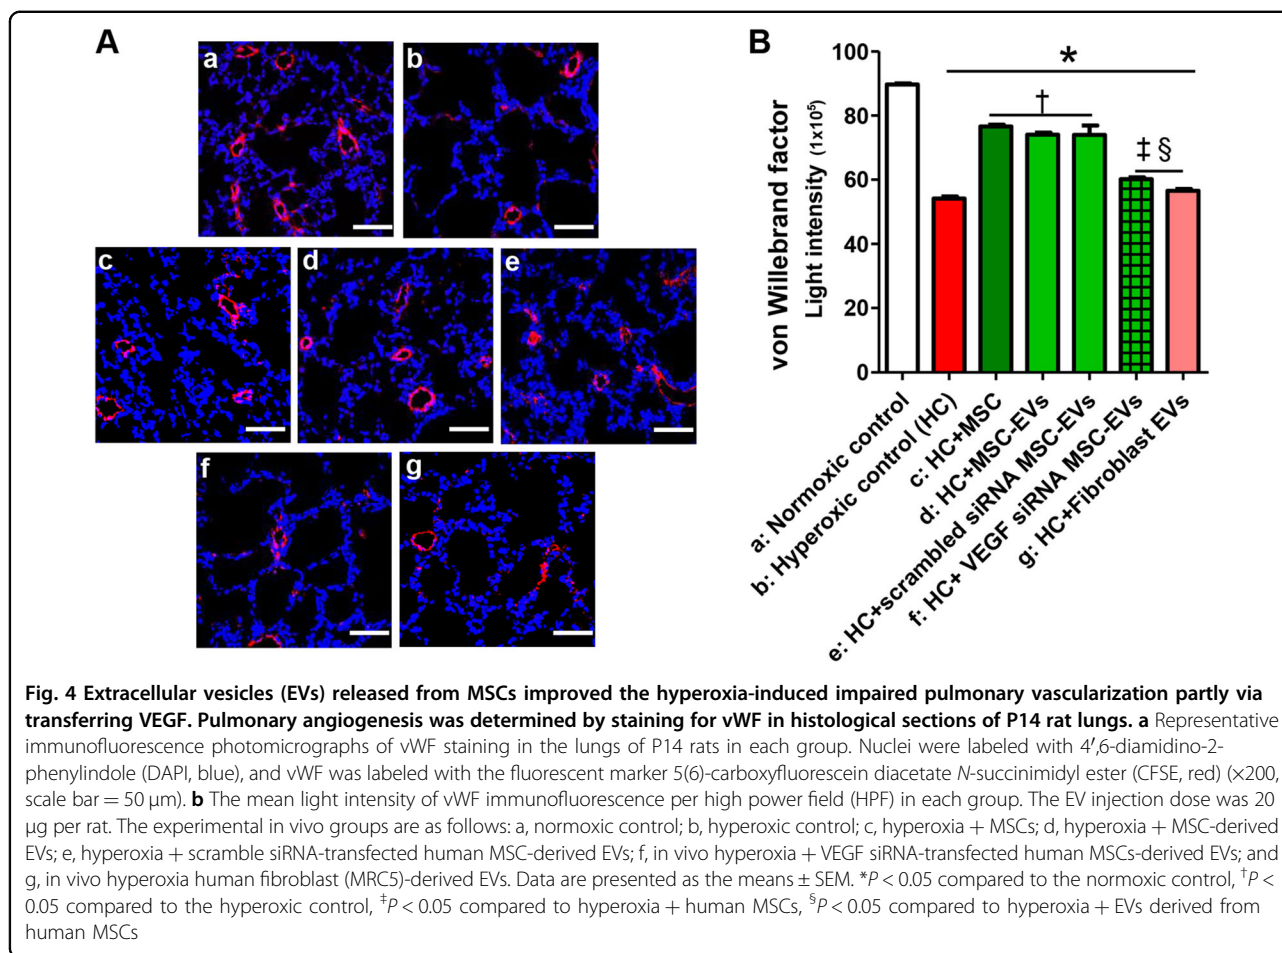 A
a
b
c
d
e
f
g
B
von Willebrand factor
Light intensity (1x10⁵)
100
80
60
40
20
0
*
†
‡ §
a: Normoxic control
b: Hyperoxic control (HC)
c: HC+MSC
d: HC+MSC-EVs
e: HC+scrambled siRNA MSC-EVs
f: HC+ VEGF siRNA MSC-EVs
g: HC+Fibroblast EVs
Fig. 4 Extracellular vesicles (EVs) released from MSCs improved the hyperoxia-induced impaired pulmonary vascularization partly via
transferring VEGF. Pulmonary angiogenesis was determined by staining for vWF in histological sections of P14 rat lungs. a Representative
immunofluorescence photomicrographs of vWF staining in the lungs of P14 rats in each group. Nuclei were labeled with 4′,6-diamidino-2-
phenylindole (DAPI, blue), and vWF was labeled with the fluorescent marker 5(6)-carboxyfluorescein diacetate N-succinimidyl ester (CFSE, red) (×200,
scale bar = 50 μm). b The mean light intensity of vWF immunofluorescence per high power field (HPF) in each group. The EV injection dose was 20
μg per rat. The experimental in vivo groups are as follows: a, normoxic control; b, hyperoxic control; c, hyperoxia + MSCs; d, hyperoxia + MSC-derived
EVs; e, hyperoxia + scramble siRNA-transfected human MSC-derived EVs; f, in vivo hyperoxia + VEGF siRNA-transfected human MSCs-derived EVs; and
g, in vivo hyperoxia human fibroblast (MRC5)-derived EVs. Data are presented as the means ± SEM. *P < 0.05 compared to the normoxic control, †P <
0.05 compared to the hyperoxic control, ‡P < 0.05 compared to hyperoxia + human MSCs, §P < 0.05 compared to hyperoxia + EVs derived from
human MSCs